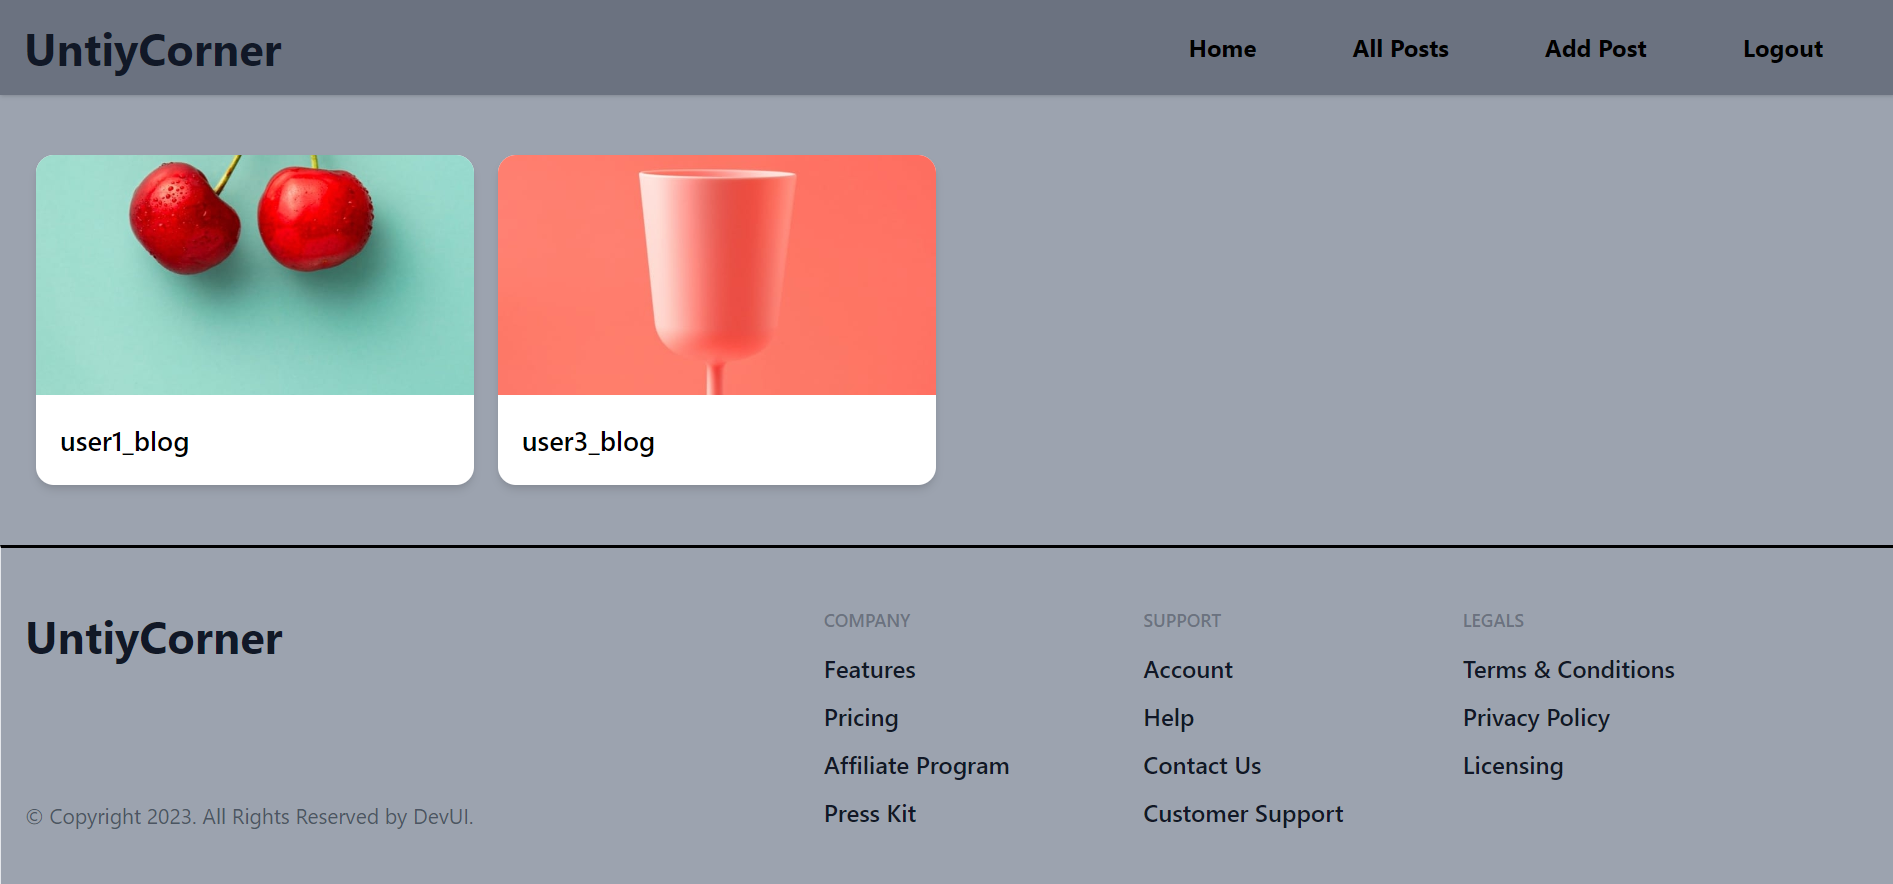 UntiyCorner
Home
All Posts
Add Post
Logout
user1_blog
user3_blog
UntiyCorner
© Copyright 2023. All Rights Reserved by DevUI.
COMPANY
Features
Pricing
Affiliate Program
Press Kit
SUPPORT
Account
Help
Contact Us
Customer Support
LEGALS
Terms & Conditions
Privacy Policy
Licensing